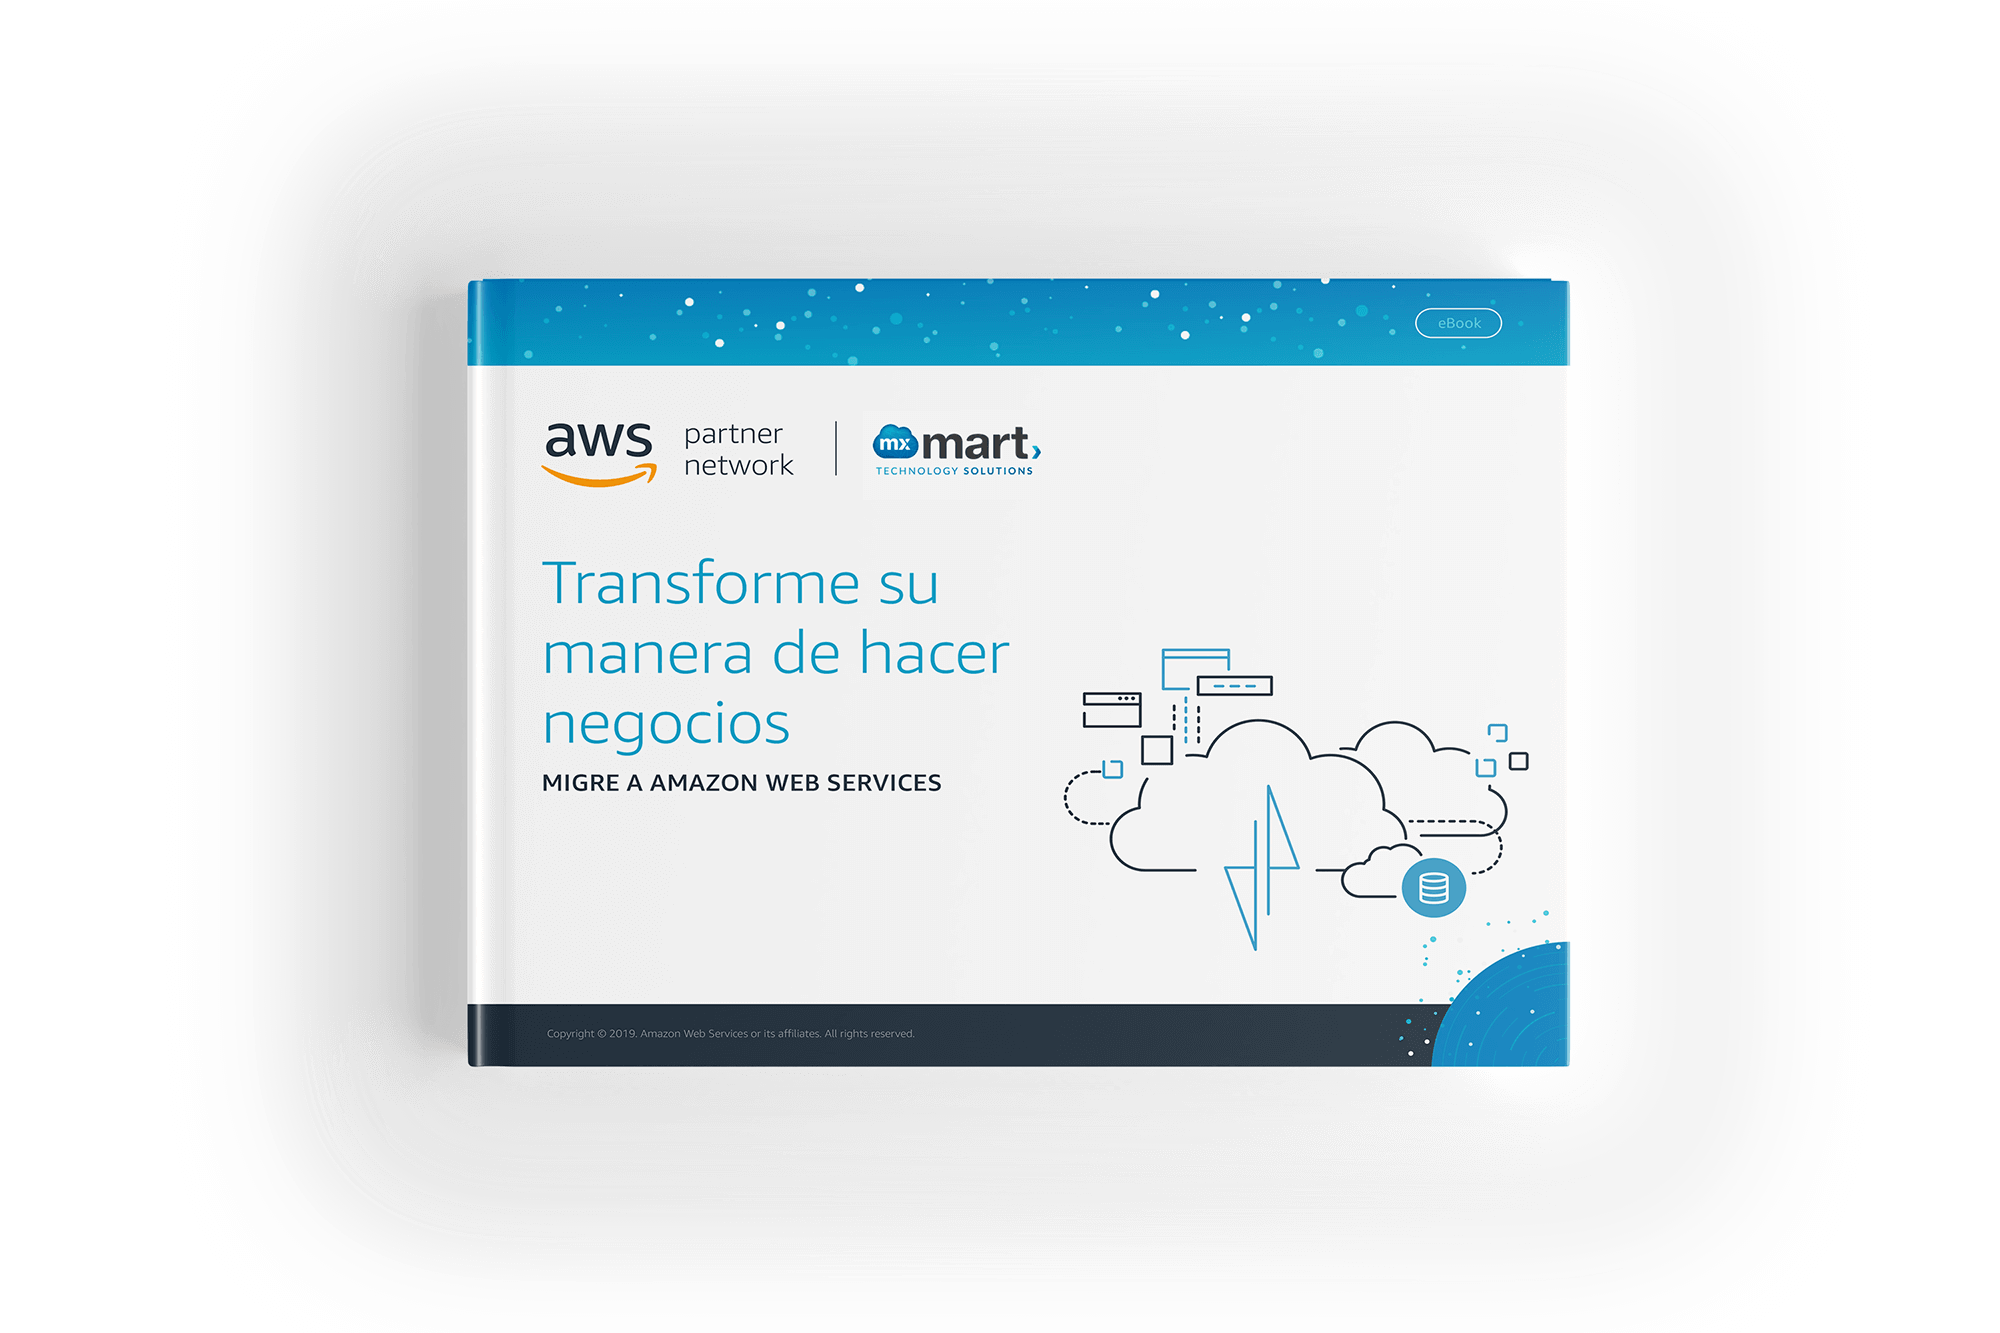 eBook
aws partner network
mx mart
TECHNOLOGY SOLUTIONS
Transforme su
manera de hacer
negocios
MIGRE A AMAZON WEB SERVICES
Copyright © 2019. Amazon Web Services or its affiliates. All rights reserved.